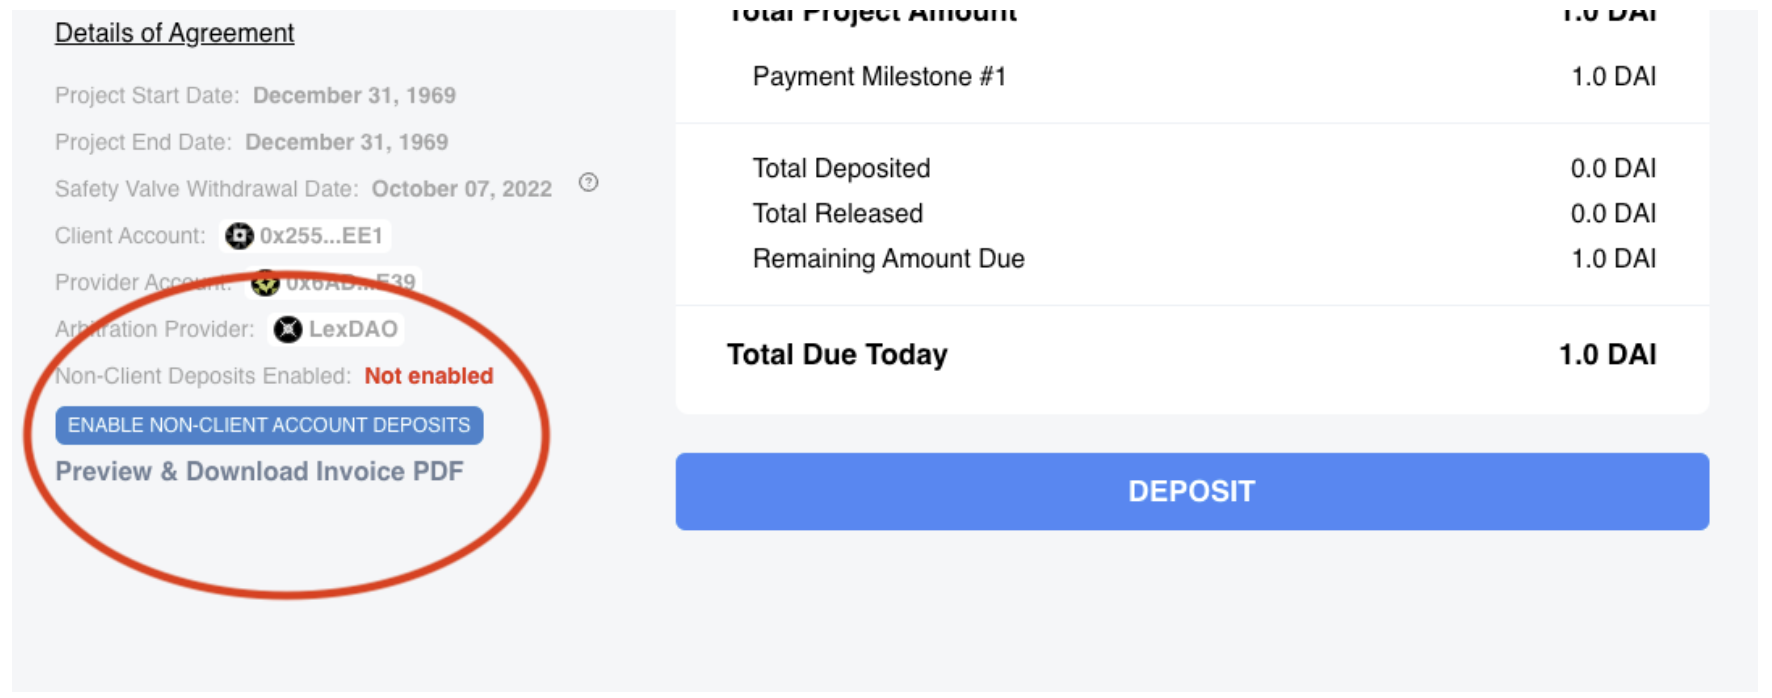 Details of Agreement
Project Start Date: December 31, 1969
Project End Date: December 31, 1969
Safety Valve Withdrawal Date: October 07, 2022 ?
Client Account: 0x255...EE1
Provider Account: 0x6AD...E39
Arbitration Provider: LexDAO
Non-Client Deposits Enabled: Not enabled
ENABLE NON-CLIENT ACCOUNT DEPOSITS
Preview & Download Invoice PDF
Total Project Amount 1.0 DAI
Payment Milestone #1 1.0 DAI
Total Deposited 0.0 DAI
Total Released 0.0 DAI
Remaining Amount Due 1.0 DAI
Total Due Today 1.0 DAI
DEPOSIT